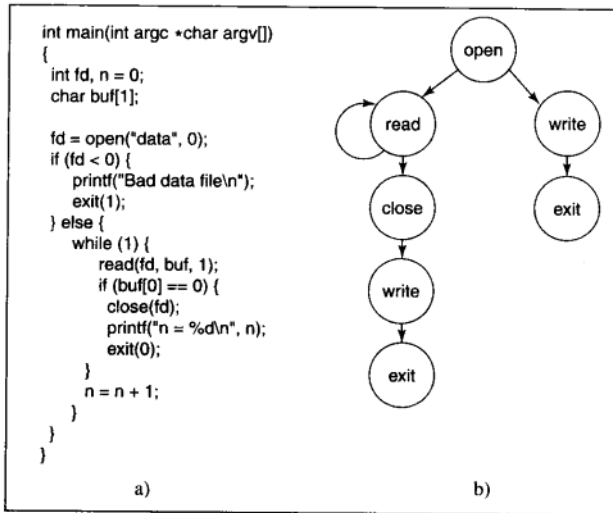 int main(int argc *char argv[])
{
int fd, n = 0;
char buf[1];
fd = open("data", 0);
if (fd < 0) {
printf("Bad data file\n");
exit(1);
} else {
while (1) {
read(fd, buf, 1);
if (buf[0] == 0) {
close(fd);
printf("n = %d\n", n);
exit(0);
}
n = n + 1;
}
}
}
a)
open
read
write
close
exit
write
exit
b)